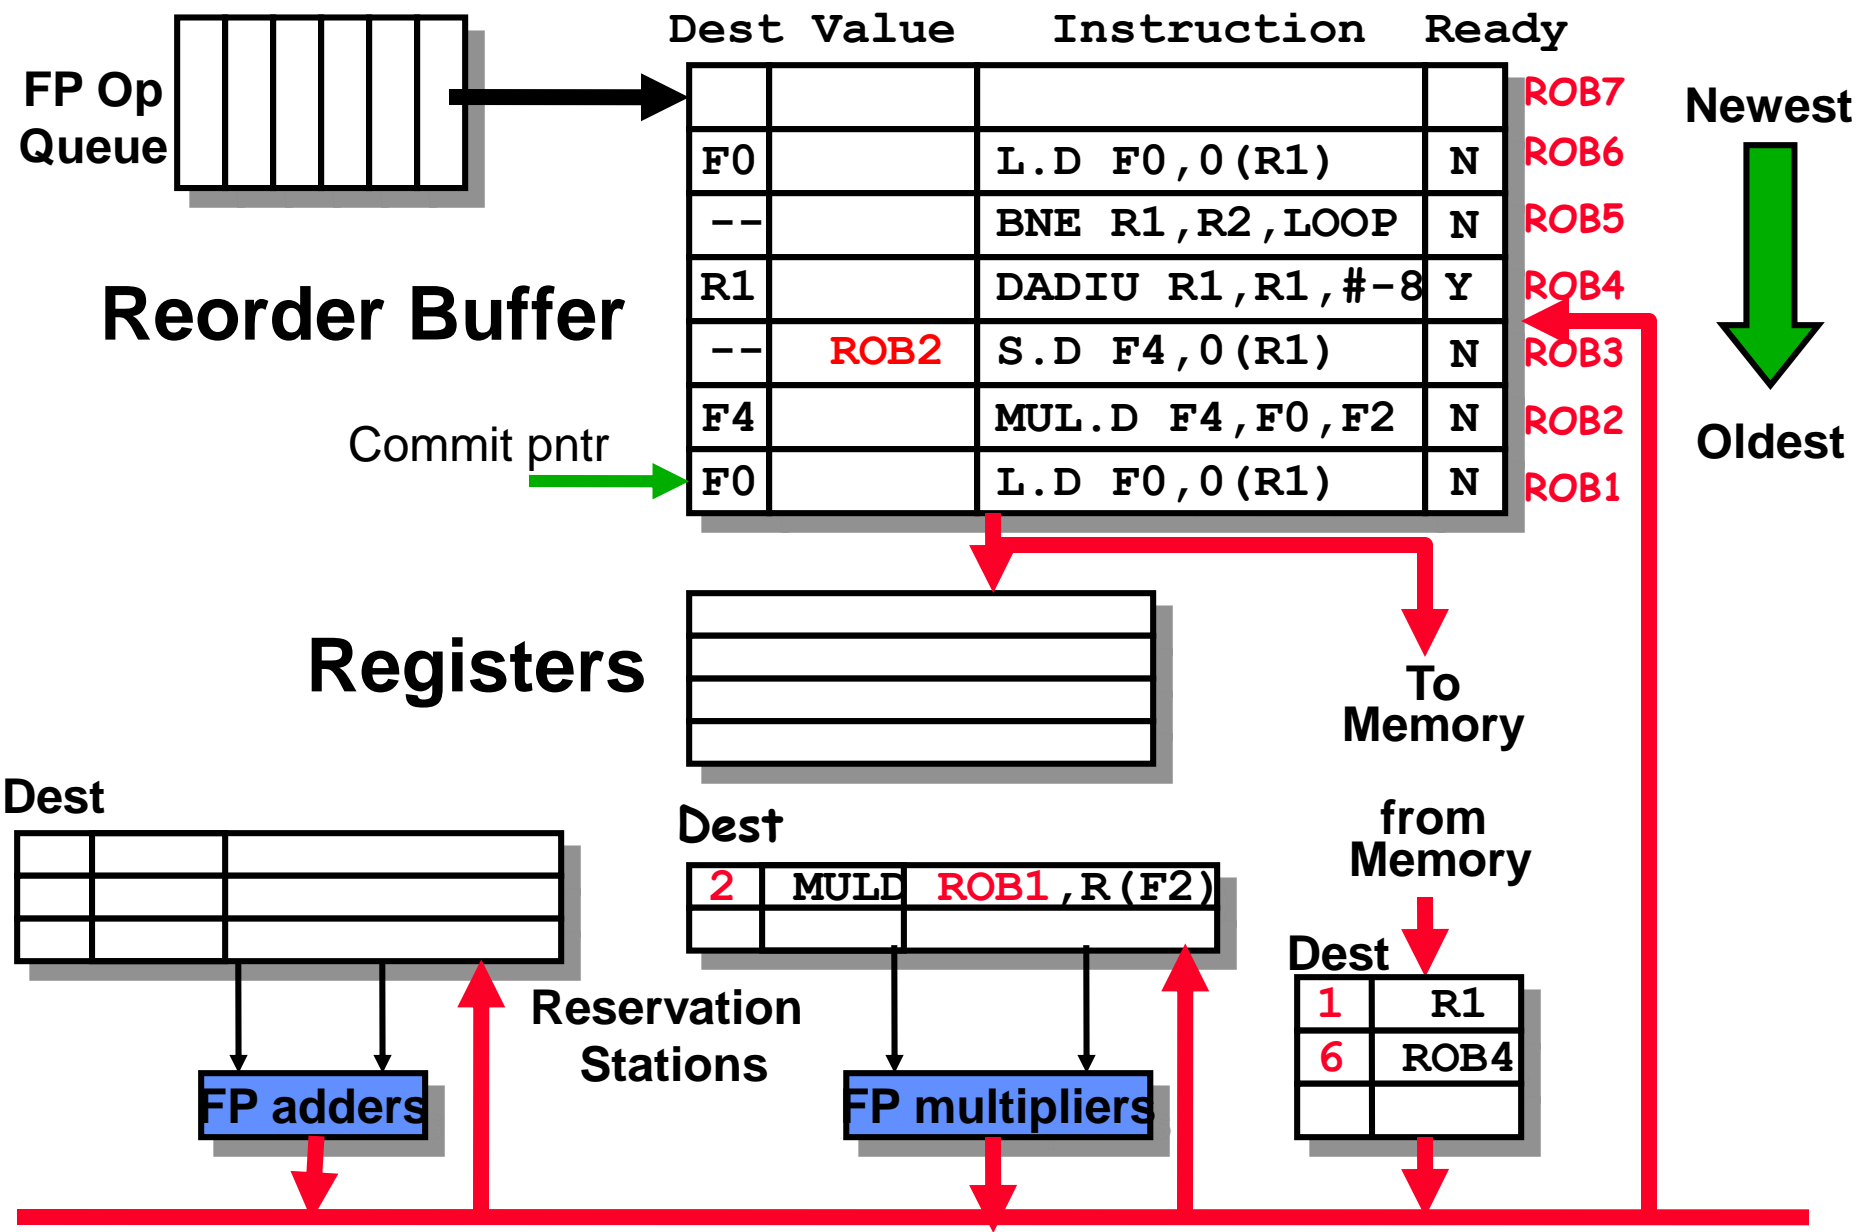 Dest Value Instruction Ready
FP Op
Queue
ROB7
F0 L.D F0,0(R1) N ROB6
-- BNE R1,R2,LOOP N ROB5
R1 DADIU R1,R1,#-8 Y ROB4
-- ROB2 S.D F4,0(R1) N ROB3
F4 MUL.D F4,F0,F2 N ROB2
F0 L.D F0,0(R1) N ROB1
Newest
Oldest
Reorder Buffer
Commit pntr
Registers
To
Memory
Dest
Dest
2 MULD ROB1,R(F2)
from
Memory
Dest
1 R1
6 ROB4
Reservation
Stations
FP adders
FP multipliers